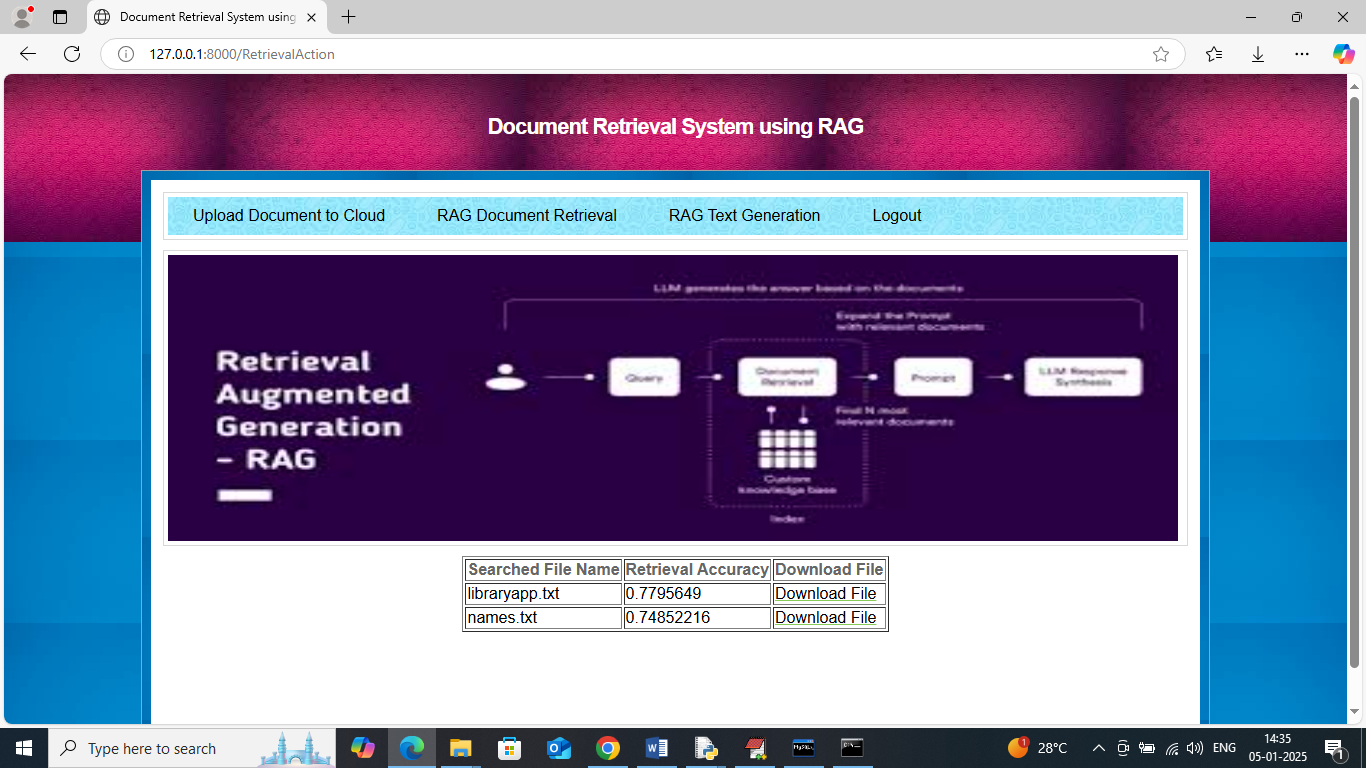 Document Retrieval System using
127.0.0.1:8000/RetrievalAction
Document Retrieval System using RAG
Upload Document to Cloud RAG Document Retrieval RAG Text Generation Logout
LLM generates the answer based on the documents
Expand the Prompt
with relevant documents
Retrieval
Augmented
Generation
– RAG
Query
Document
Retrieval
Prompt
LLM Response
Synthesis
Find N most
relevant documents
Custom
knowledge base
Index
Searched File Name Retrieval Accuracy Download File
libraryapp.txt 0.7795649 Download File
names.txt 0.74852216 Download File
Type here to search
1
28°C
ENG
14:35
05-01-2025
1